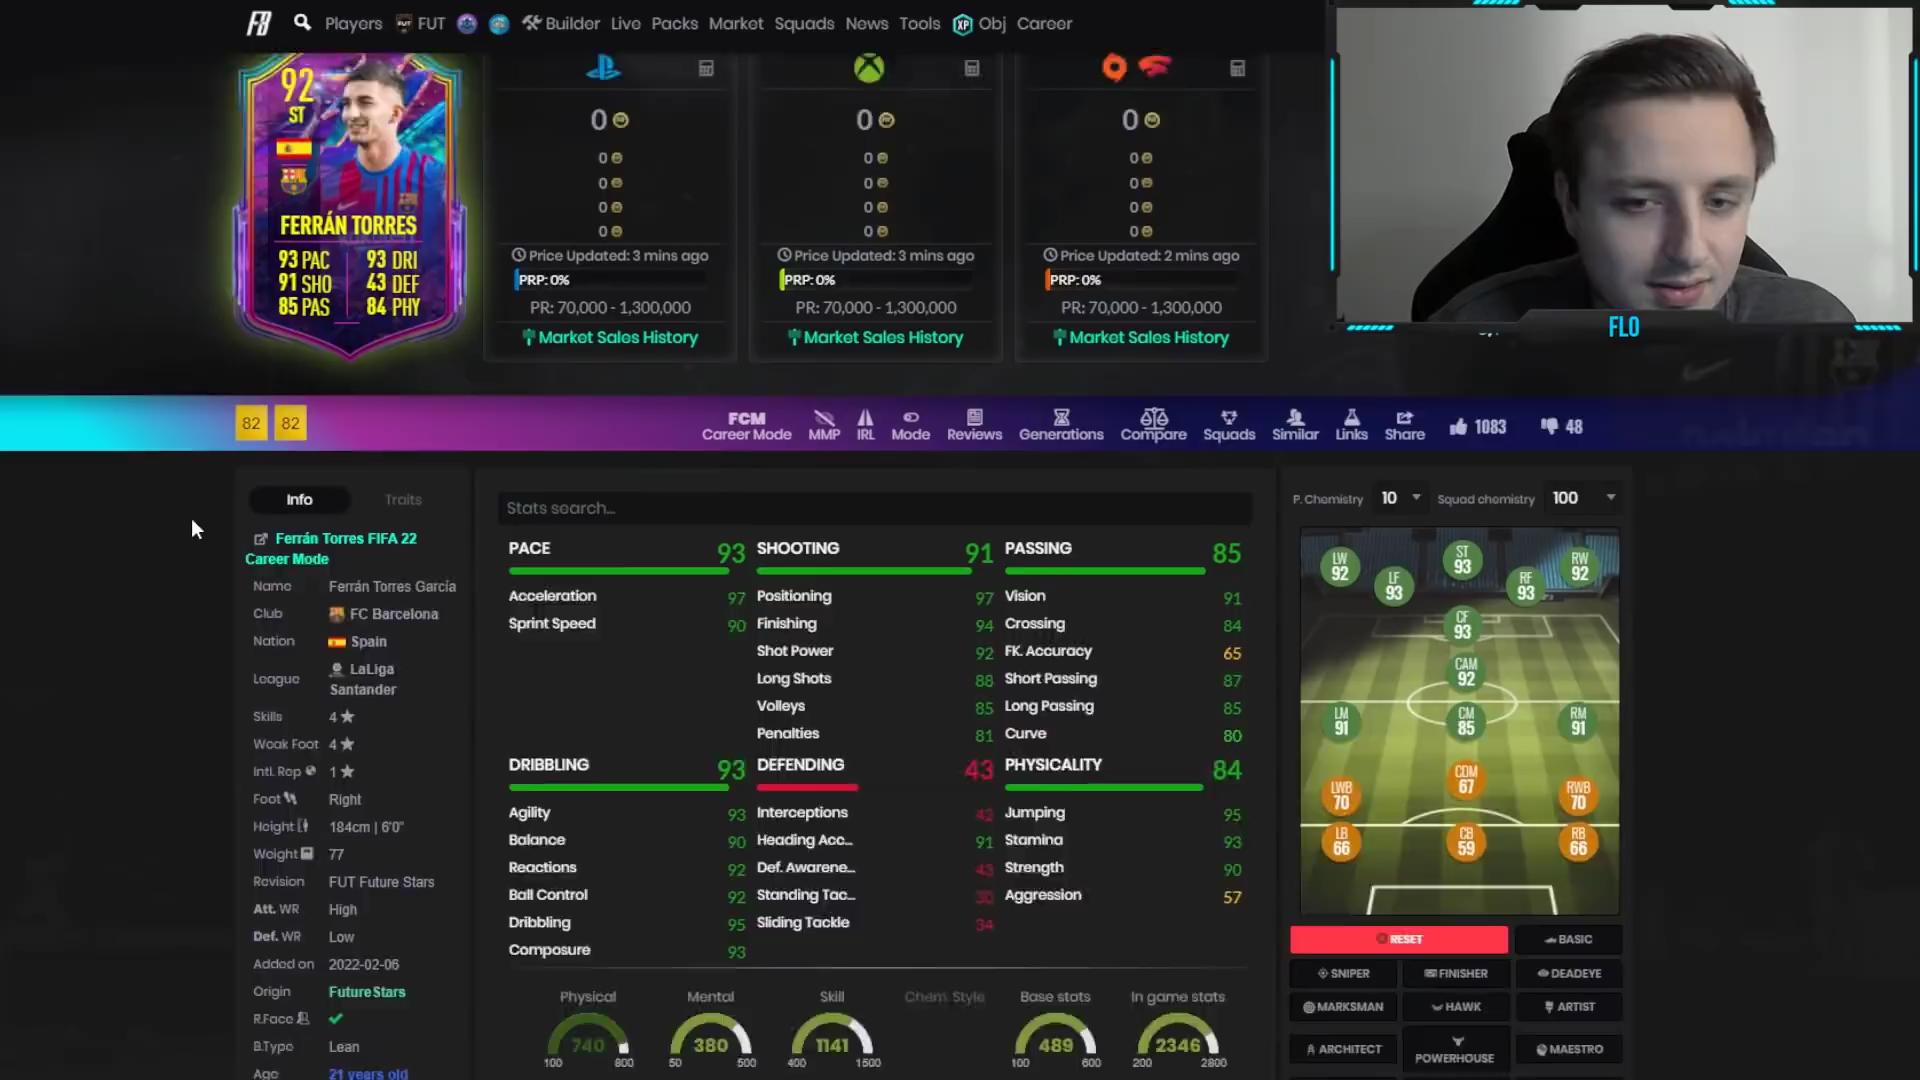 Players FUT Builder Live Packs Market Squads News Tools XP Obj Career
92
ST
FERRÁN TORRES
93 PAC 93 DRI
91 SHO 43 DEF
85 PAS 84 PHY
0 0 0
0 0 0
0 0 0
0 0 0
0 0 0
Price Updated: 3 mins ago Price Updated: 3 mins ago Price Updated: 2 mins ago
PRP: 0% PRP: 0% PRP: 0%
PR: 70,000 - 1,300,000 PR: 70,000 - 1,300,000 PR: 70,000 - 1,300,000
Market Sales History Market Sales History Market Sales History
FLO
82 82
FCM
Career Mode MMP IRL Mode Reviews Generations Compare Squads Similar Links Share 1083 48
Info Traits
Ferrán Torres FIFA 22
Career Mode
Name Ferrán Torres García
Club FC Barcelona
Nation Spain
League LaLiga
Santander
Skills 4
Weak Foot 4
Intl. Rep 1
Foot Right
Height 184cm | 6'0"
Weight 77
Revision FUT Future Stars
Att. WR High
Def. WR Low
Added on 2022-02-06
Origin FutureStars
R.Face
B.Type Lean
Age 21 years old
Stats search...
PACE 93
Acceleration 97
Sprint Speed 90
SHOOTING 91
Positioning 97
Finishing 94
Shot Power 92
Long Shots 88
Volleys 85
Penalties 81
PASSING 85
Vision 91
Crossing 84
FK. Accuracy 65
Short Passing 87
Long Passing 85
Curve 80
DRIBBLING 93
Agility 93
Balance 90
Reactions 92
Ball Control 92
Dribbling 95
Composure 93
DEFENDING 43
Interceptions 42
Heading Acc... 91
Def. Awarene... 43
Standing Tac... 30
Sliding Tackle 34
PHYSICALITY 84
Jumping 95
Stamina 93
Strength 90
Aggression 57
Physical Mental Skill Chem. Style Base stats In game stats
740 380 1141 489 2346
100 800 50 500 400 1500 100 600 200 2800
P. Chemistry 10 Squad chemistry 100
LW
92
ST
93
RW
92
LF
93
RF
93
CF
93
CAM
92
LM
91
CM
85
RM
91
LWB
70
CDM
67
RWB
70
LB
66
CB
59
RB
66
RESET BASIC
SNIPER FINISHER DEADEYE
MARKSMAN HAWK ARTIST
ARCHITECT POWERHOUSE MAESTRO